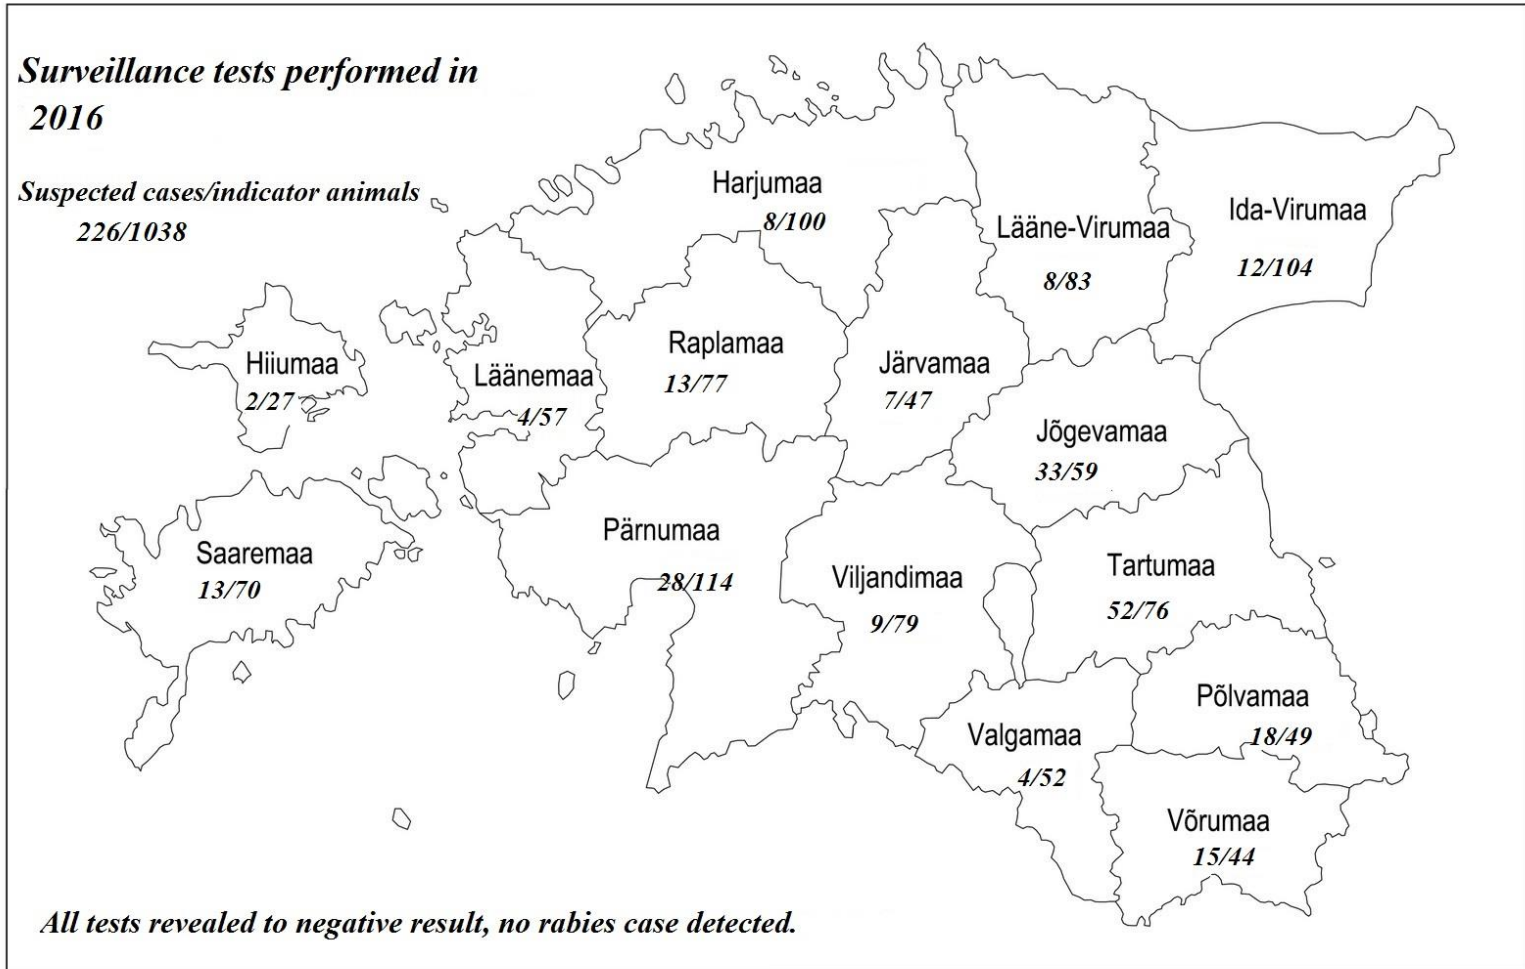 Surveillance tests performed in
2016
Suspected cases/indicator animals
226/1038
Harjumaa
8/100
Lääne-Virumaa
8/83
Ida-Virumaa
12/104
Hiiumaa
2/27
Läänemaa
4/57
Raplamaa
13/77
Järvamaa
7/47
Jõgevamaa
33/59
Saaremaa
13/70
Pärnumaa
28/114
Viljandimaa
9/79
Tartumaa
52/76
Valgamaa
4/52
Põlvamaa
18/49
Võrumaa
15/44
All tests revealed to negative result, no rabies case detected.